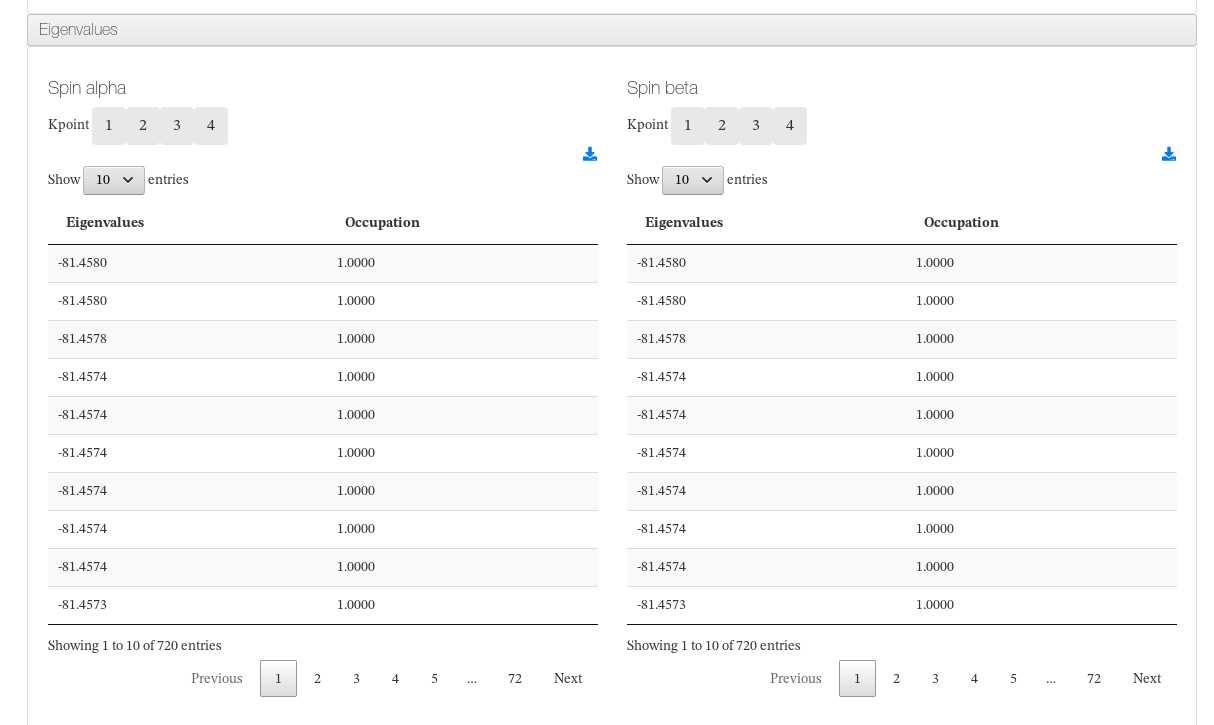 Eigenvalues
Spin alpha
Kpoint 1 2 3 4
Show 10 entries
Eigenvalues Occupation
-81.4580 1.0000
-81.4580 1.0000
-81.4578 1.0000
-81.4574 1.0000
-81.4574 1.0000
-81.4574 1.0000
-81.4574 1.0000
-81.4574 1.0000
-81.4574 1.0000
-81.4573 1.0000
Showing 1 to 10 of 720 entries
Previous 1 2 3 4 5 ... 72 Next
Spin beta
Kpoint 1 2 3 4
Show 10 entries
Eigenvalues Occupation
-81.4580 1.0000
-81.4580 1.0000
-81.4578 1.0000
-81.4574 1.0000
-81.4574 1.0000
-81.4574 1.0000
-81.4574 1.0000
-81.4574 1.0000
-81.4574 1.0000
-81.4573 1.0000
Showing 1 to 10 of 720 entries
Previous 1 2 3 4 5 ... 72 Next